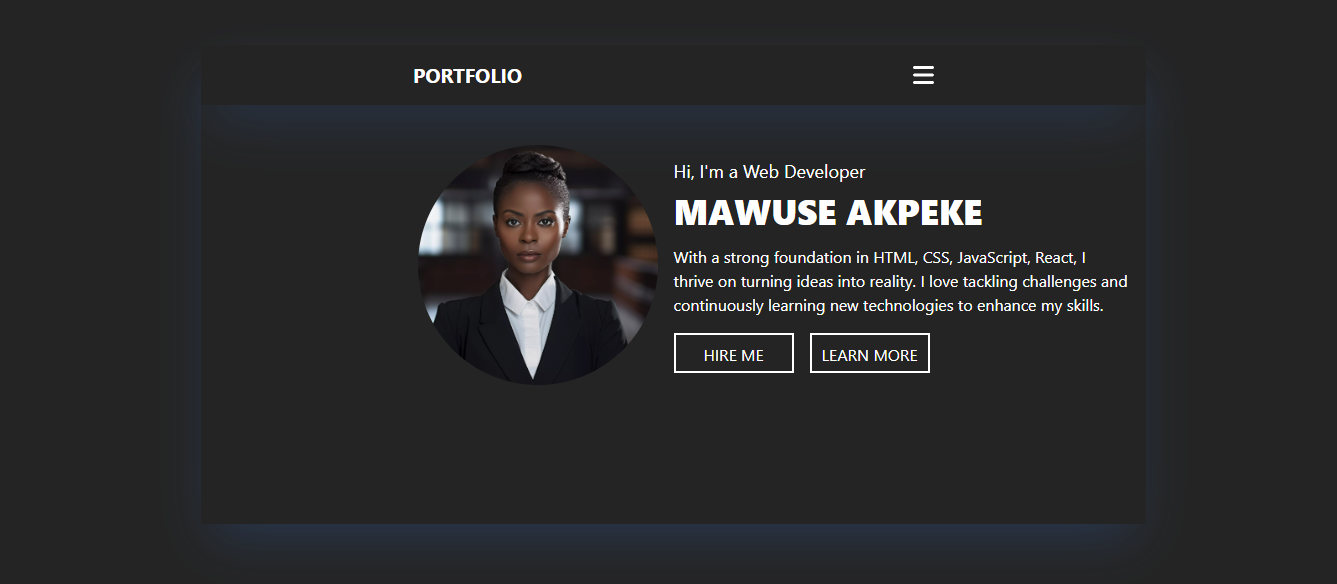 PORTFOLIO
Hi, I'm a Web Developer
MAWUSE AKPEKE
With a strong foundation in HTML, CSS, JavaScript, React, I
thrive on turning ideas into reality. I love tackling challenges and
continuously learning new technologies to enhance my skills.
HIRE ME
LEARN MORE